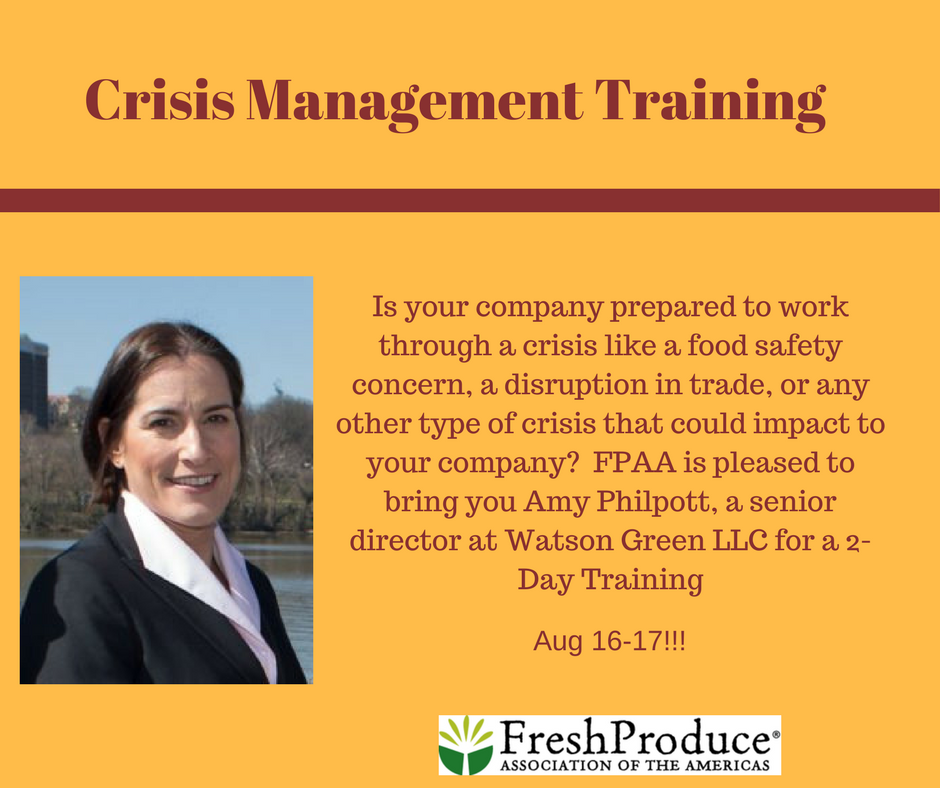 Crisis Management Training
Is your company prepared to work
through a crisis like a food safety
concern, a disruption in trade, or any
other type of crisis that could impact to
your company?  FPAA is pleased to
bring you Amy Philpott, a senior
director at Watson Green LLC for a 2-
Day Training
Aug 16-17!!!
FreshProduce®
ASSOCIATION OF THE AMERICAS